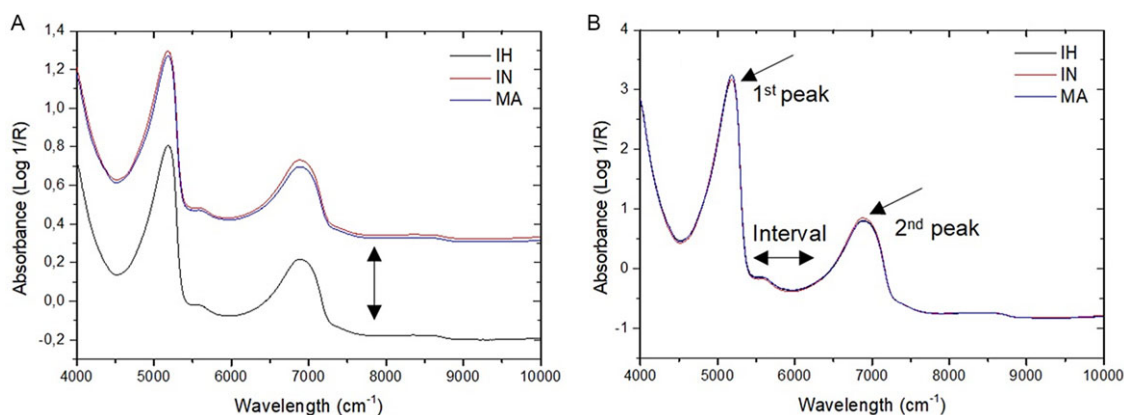 A
1,4
1,2
1,0
0,8
0,6
0,4
0,2
0,0
-0,2
Absorbance (Log 1/R)
IH
IN
MA
4000 5000 6000 7000 8000 9000 10000
Wavelength (cm⁻¹)
B
4
3
2
1
0
-1
Absorbance (Log 1/R)
IH
IN
MA
1st peak
Interval
2nd peak
4000 5000 6000 7000 8000 9000 10000
Wavelength (cm⁻¹)